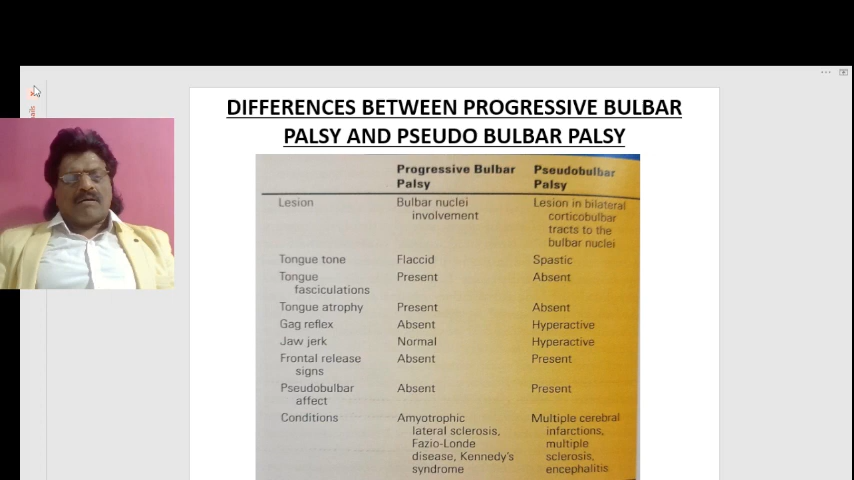 DIFFERENCES BETWEEN PROGRESSIVE BULBAR
PALSY AND PSEUDO BULBAR PALSY
Progressive Bulbar Pseudobulbar
Palsy Palsy
Lesion Bulbar nuclei Lesion in bilateral
involvement corticobulbar
tracts to the
bulbar nuclei
Tongue tone Flaccid Spastic
Tongue Present Absent
fasciculations
Tongue atrophy Present Absent
Gag reflex Absent Hyperactive
Jaw jerk Normal Hyperactive
Frontal release Absent Present
signs
Pseudobulbar Absent Present
affect
Conditions Amyotrophic Multiple cerebral
lateral sclerosis, infarctions,
Fazio-Londe multiple
disease, Kennedy's sclerosis,
syndrome encephalitis